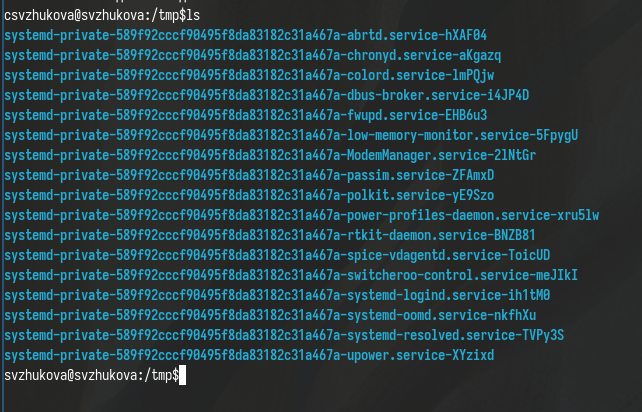 csvzhukova@svzhukova:/tmp$ls
systemd-private-589f92cccf90495f8da83182c31a467a-abrtd.service-hXAF04
systemd-private-589f92cccf90495f8da83182c31a467a-chronyd.service-aKgazq
systemd-private-589f92cccf90495f8da83182c31a467a-colord.service-lmPQjw
systemd-private-589f92cccf90495f8da83182c31a467a-dbus-broker.service-i4JP4D
systemd-private-589f92cccf90495f8da83182c31a467a-fwupd.service-EHB6u3
systemd-private-589f92cccf90495f8da83182c31a467a-low-memory-monitor.service-5FpygU
systemd-private-589f92cccf90495f8da83182c31a467a-ModemManager.service-2lNtGr
systemd-private-589f92cccf90495f8da83182c31a467a-passim.service-ZFAmxD
systemd-private-589f92cccf90495f8da83182c31a467a-polkit.service-yE9Szo
systemd-private-589f92cccf90495f8da83182c31a467a-power-profiles-daemon.service-xru5lw
systemd-private-589f92cccf90495f8da83182c31a467a-rtkit-daemon.service-BNZB81
systemd-private-589f92cccf90495f8da83182c31a467a-spice-vdagentd.service-ToicUD
systemd-private-589f92cccf90495f8da83182c31a467a-switcheroo-control.service-meJIkI
systemd-private-589f92cccf90495f8da83182c31a467a-systemd-logind.service-ih1tM0
systemd-private-589f92cccf90495f8da83182c31a467a-systemd-oomd.service-nkfhXu
systemd-private-589f92cccf90495f8da83182c31a467a-systemd-resolved.service-TVPy3S
systemd-private-589f92cccf90495f8da83182c31a467a-upower.service-XYzixd
svzhukova@svzhukova:/tmp$